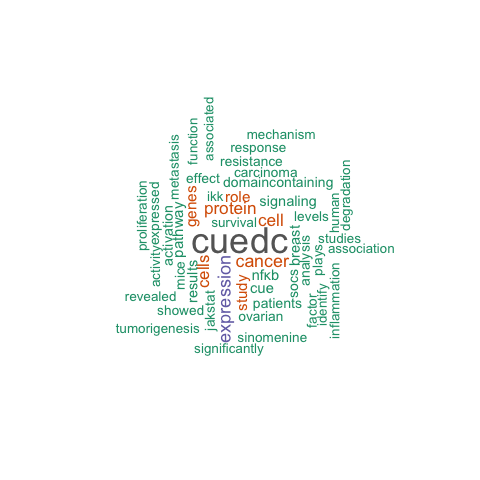 associated
function
mechanism
response
metastasis
resistance
carcinoma
effect
domaincontaining
genes
ikk
role
signaling
protein
cell
levels
human
degradation
proliferation
expressed
activity
activation
pathway
survival
cuedc
breast
studies
association
cancer
analysis
plays
cells
results
mice
expression
study
nfkb
cue
socs
identify
factor
inflammation
revealed
patients
showed
jakstat
ovarian
tumorigenesis
sinomenine
significantly